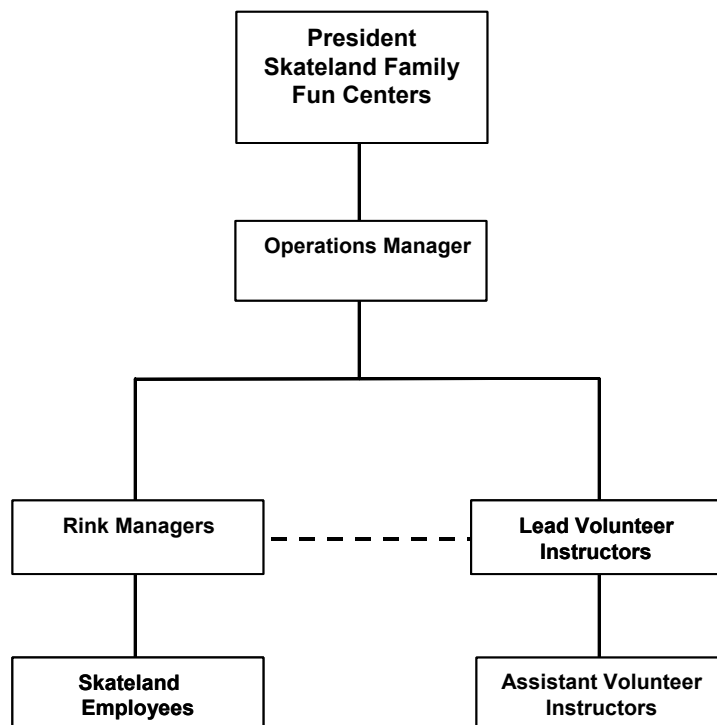 President
Skateland Family
Fun Centers
Operations Manager
Rink Managers
Lead Volunteer
Instructors
Skateland
Employees
Assistant Volunteer
Instructors